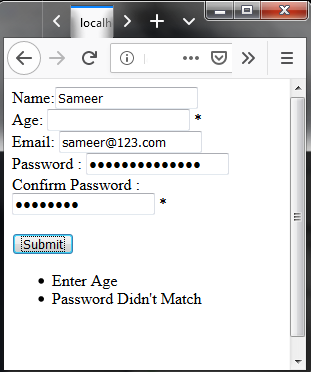 localh
Name: Sameer
Age: *
Email: sameer@123.com
Password : ●●●●●●●●●●●●●●
Confirm Password :
●●●●●●●● *
Submit
• Enter Age
• Password Didn't Match